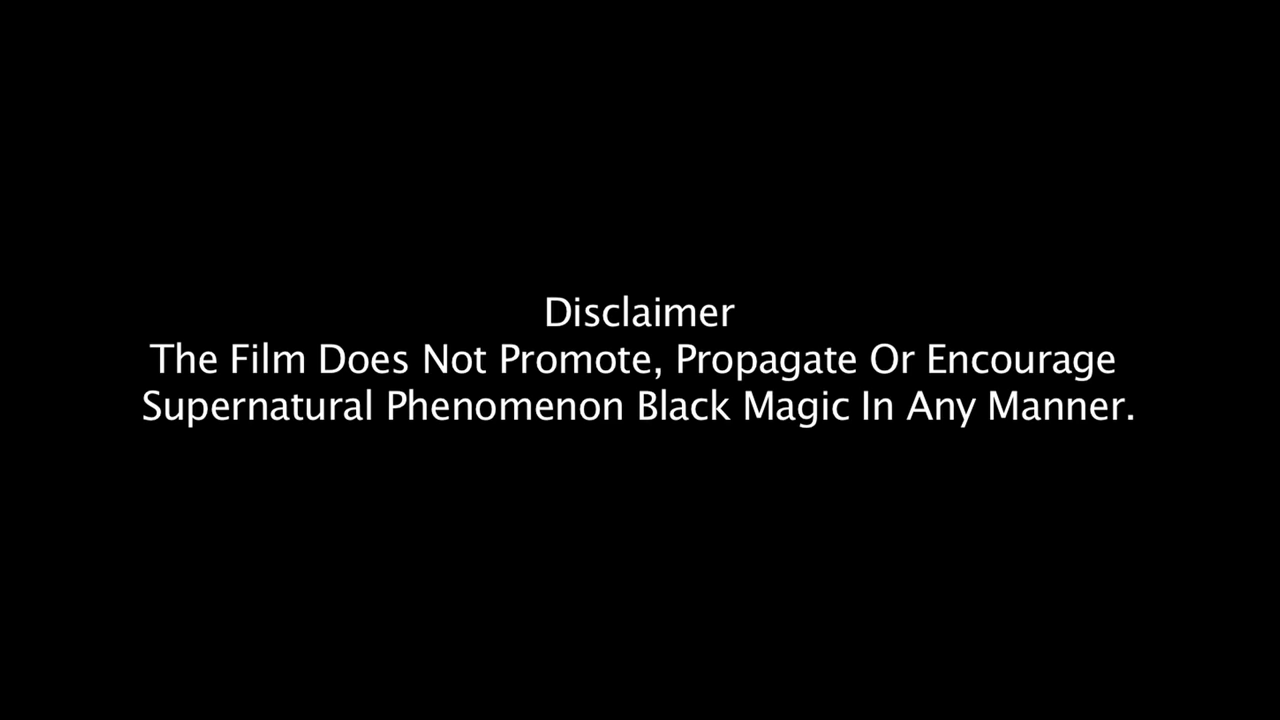 Disclaimer
The Film Does Not Promote, Propagate Or Encourage
Supernatural Phenomenon Black Magic In Any Manner.